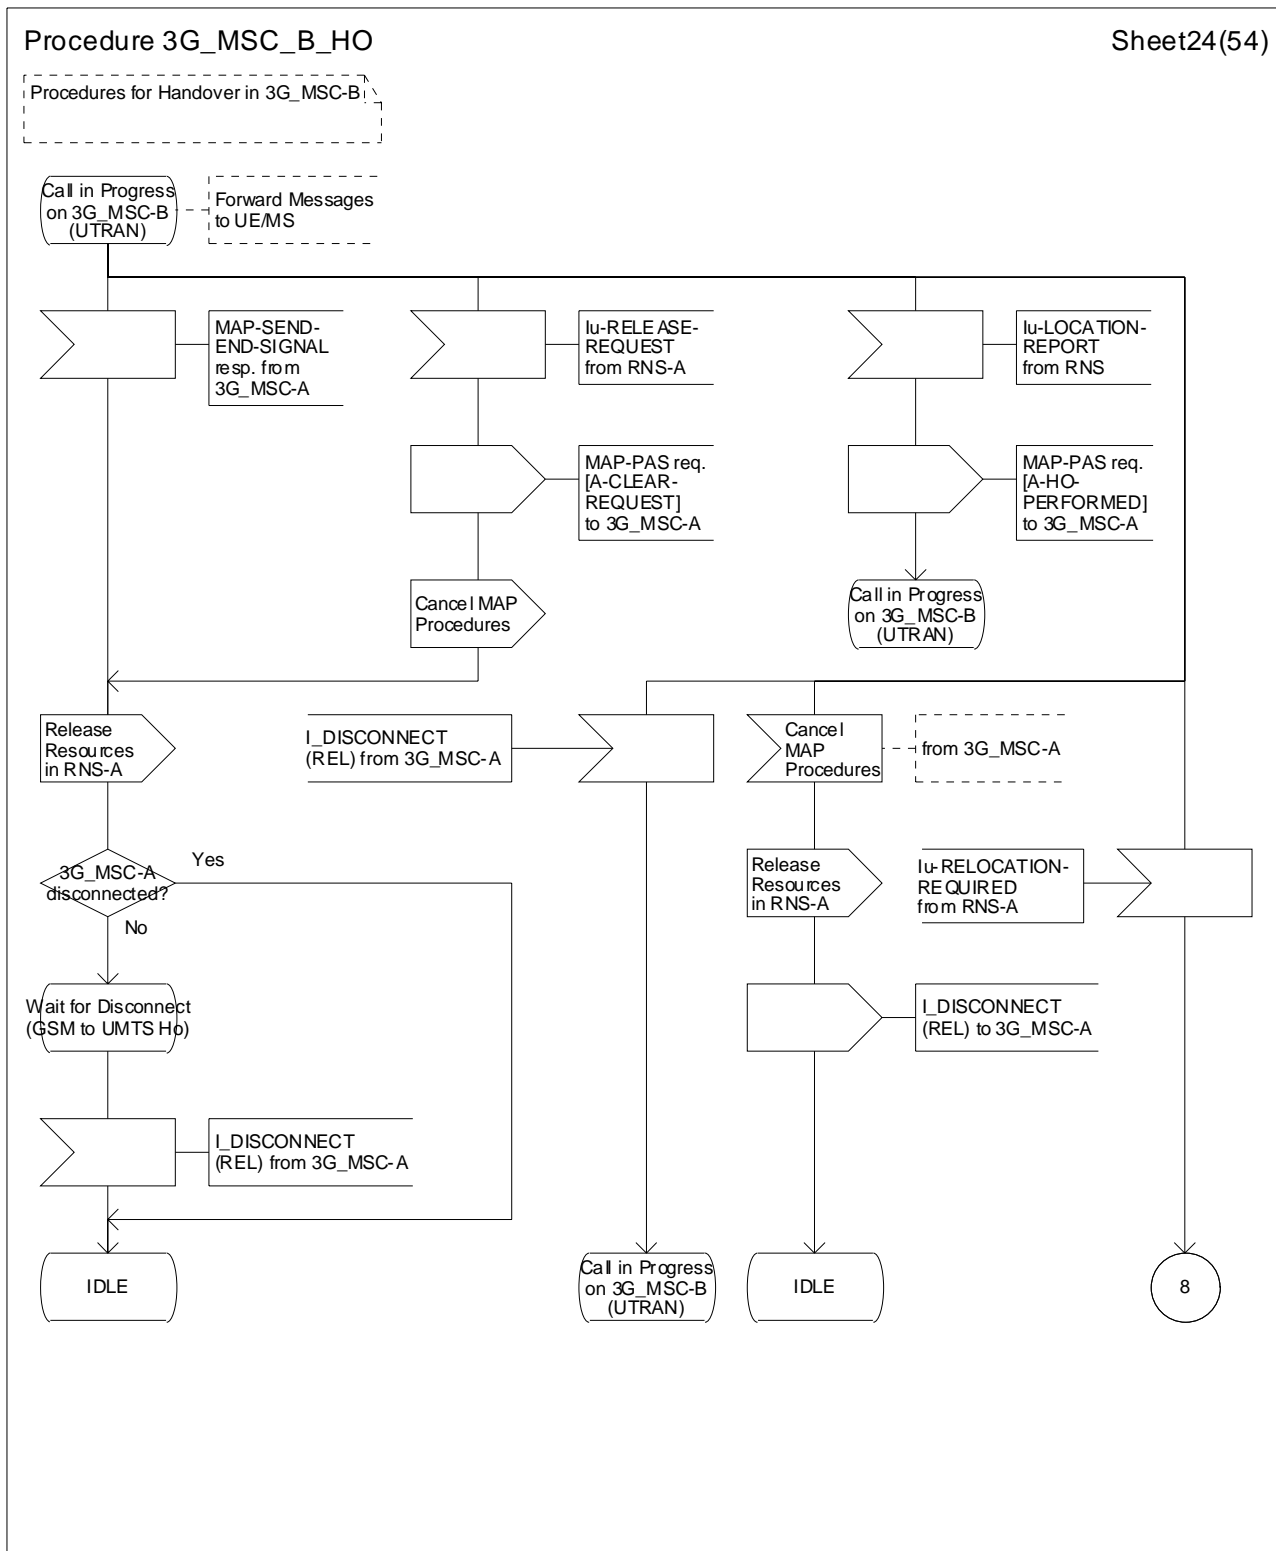 Procedure 3G_MSC_B_HO
Sheet24(54)
Procedures for Handover in 3G_MSC-B
Call in Progress
on 3G_MSC-B
(UTRAN)
Forward Messages
to UE/MS
MAP-SEND-
END-SIGNAL
resp. from
3G_MSC-A
Iu-RELEASE-
REQUEST
from RNS-A
Iu-LOCATION-
REPORT
from RNS
MAP-PAS req.
[A-CLEAR-
REQUEST]
to 3G_MSC-A
MAP-PAS req.
[A-HO-
PERFORMED]
to 3G_MSC-A
Cancel MAP
Procedures
Call in Progress
on 3G_MSC-B
(UTRAN)
Release
Resources
in RNS-A
I_DISCONNECT
(REL) from 3G_MSC-A
Cancel
MAP
Procedures
from 3G_MSC-A
3G_MSC-A
disconnected?
Yes
No
Release
Resources
in RNS-A
Iu-RELOCATION-
REQUIRED
from RNS-A
Wait for Disconnect
(GSM to UMTS Ho)
I_DISCONNECT
(REL) to 3G_MSC-A
I_DISCONNECT
(REL) from 3G_MSC-A
IDLE
Call in Progress
on 3G_MSC-B
(UTRAN)
IDLE
8